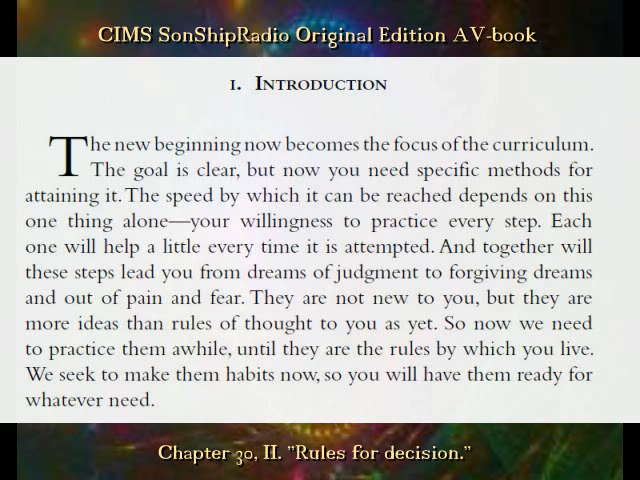 CIMS SonShipRadio Original Edition AV-book
I. INTRODUCTION
The new beginning now becomes the focus of the curriculum.
The goal is clear, but now you need specific methods for
attaining it. The speed by which it can be reached depends on this
one thing alone—your willingness to practice every step. Each
one will help a little every time it is attempted. And together will
these steps lead you from dreams of judgment to forgiving dreams
and out of pain and fear. They are not new to you, but they are
more ideas than rules of thought to you as yet. So now we need
to practice them awhile, until they are the rules by which you live.
We seek to make them habits now, so you will have them ready for
whatever need.
Chapter 30, II. "Rules for decision."